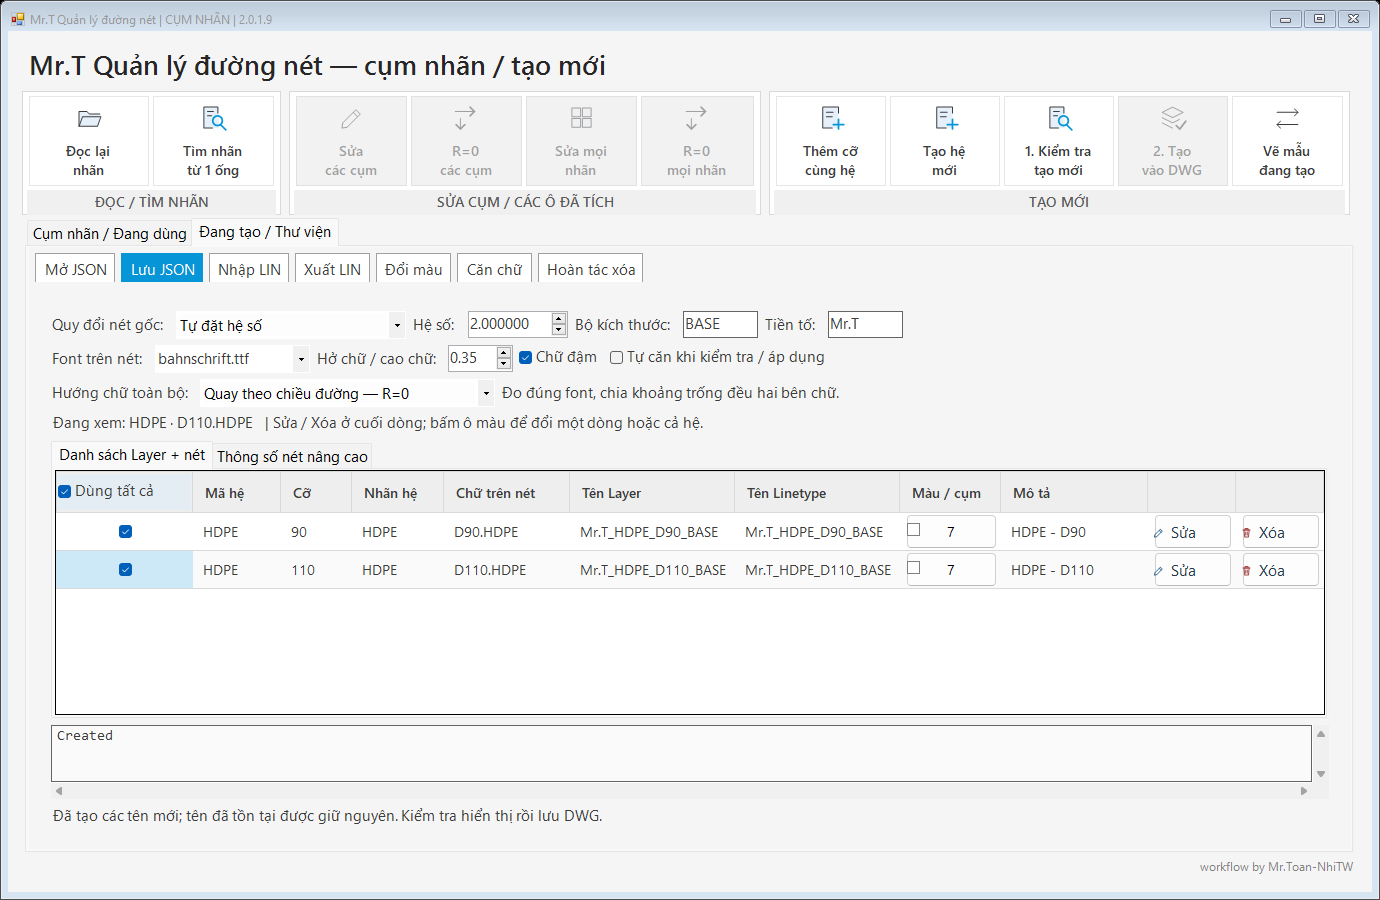 Mr.T Quản lý đường nét | CỤM NHÃN | 2.0.1.9
Mr.T Quản lý đường nét — cụm nhãn / tạo mới
Đọc lại nhãn
Tìm nhãn từ 1 ống
Sửa các cụm
R=0 các cụm
Sửa mọi nhãn
R=0 mọi nhãn
Thêm cỡ cùng hệ
Tạo hệ mới
1. Kiểm tra tạo mới
2. Tạo vào DWG
Vẽ mẫu đang tạo
ĐỌC / TÌM NHÃN
SỬA CỤM / CÁC Ô ĐÃ TÍCH
TẠO MỚI
Cụm nhãn / Đang dùng
Đang tạo / Thư viện
Mở JSON
Lưu JSON
Nhập LIN
Xuất LIN
Đổi màu
Căn chữ
Hoàn tác xóa
Quy đổi nét gốc: Tự đặt hệ số Hệ số: 2.000000 Bộ kích thước: BASE Tiền tố: Mr.T
Font trên nét: bahnschrift.ttf Hở chữ / cao chữ: 0.35 Chữ đậm Tự căn khi kiểm tra / áp dụng
Hướng chữ toàn bộ: Quay theo chiều đường — R=0 Đo đúng font, chia khoảng trống đều hai bên chữ.
Đang xem: HDPE · D110.HDPE | Sửa / Xóa ở cuối dòng; bấm ô màu để đổi một dòng hoặc cả hệ.
Danh sách Layer + nét
Thông số nét nâng cao
Dùng tất cả Mã hệ Cỡ Nhãn hệ Chữ trên nét Tên Layer Tên Linetype Màu / cụm Mô tả
HDPE 90 HDPE D90.HDPE Mr.T_HDPE_D90_BASE Mr.T_HDPE_D90_BASE 7 HDPE - D90 Sửa Xóa
HDPE 110 HDPE D110.HDPE Mr.T_HDPE_D110_BASE Mr.T_HDPE_D110_BASE 7 HDPE - D110 Sửa Xóa
Created
Đã tạo các tên mới; tên đã tồn tại được giữ nguyên. Kiểm tra hiển thị rồi lưu DWG.
workflow by Mr.Toan-NhiTW